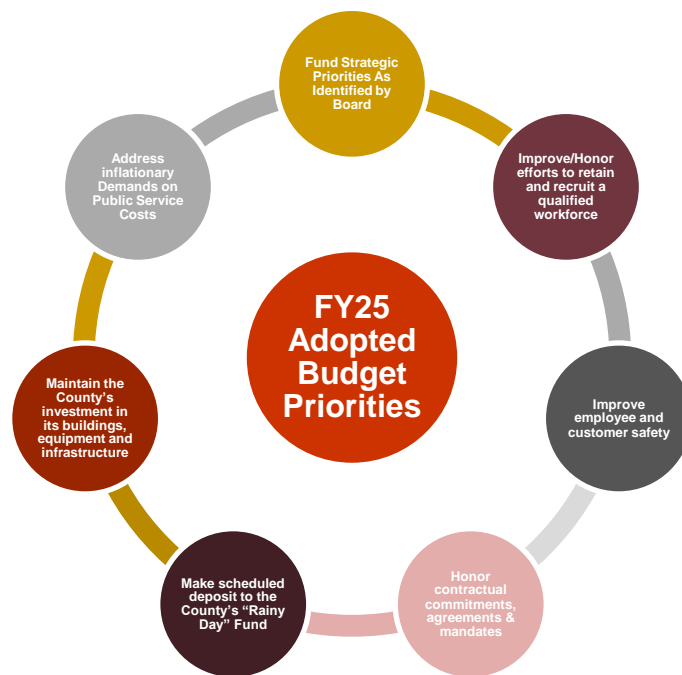 Fund Strategic
Priorities As
Identified by
Board
Improve/Honor
efforts to retain
and recruit a
qualified
workforce
Improve
employee and
customer safety
Honor
contractual
commitments,
agreements &
mandates
Make scheduled
deposit to the
County's “Rainy
Day” Fund
Maintain the
County's
investment in
its buildings,
equipment and
infrastructure
Address
inflationary
Demands on
Public Service
Costs
FY25
Adopted
Budget
Priorities